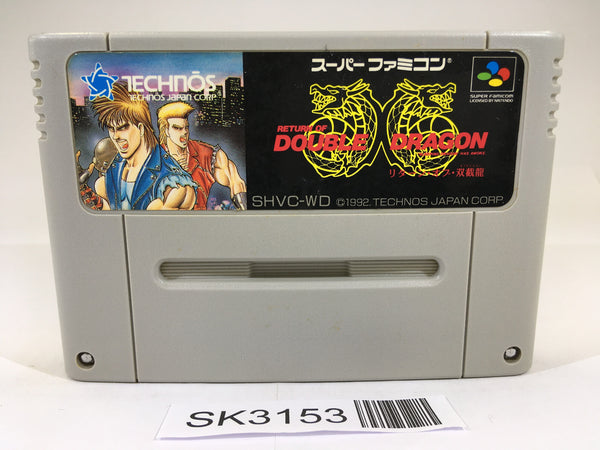 TECHNŌS
TECHNOS JAPAN CORP.
スーパーファミコン®
SUPER FAMICOM
LICENSED BY NINTENDO
RETURN OF
DOUBLE DRAGON
リターン・オブ・双截龍
SHVC-WD ©1992 TECHNOS JAPAN CORP.
SK3153